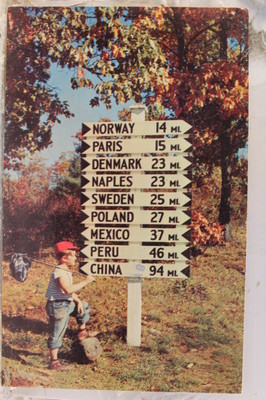 NORWAY 14 MI.
PARIS 15 MI.
DENMARK 23 MI.
NAPLES 23 MI.
SWEDEN 25 MI.
POLAND 27 MI.
MEXICO 37 MI.
PERU 46 MI.
CHINA 94 MI.